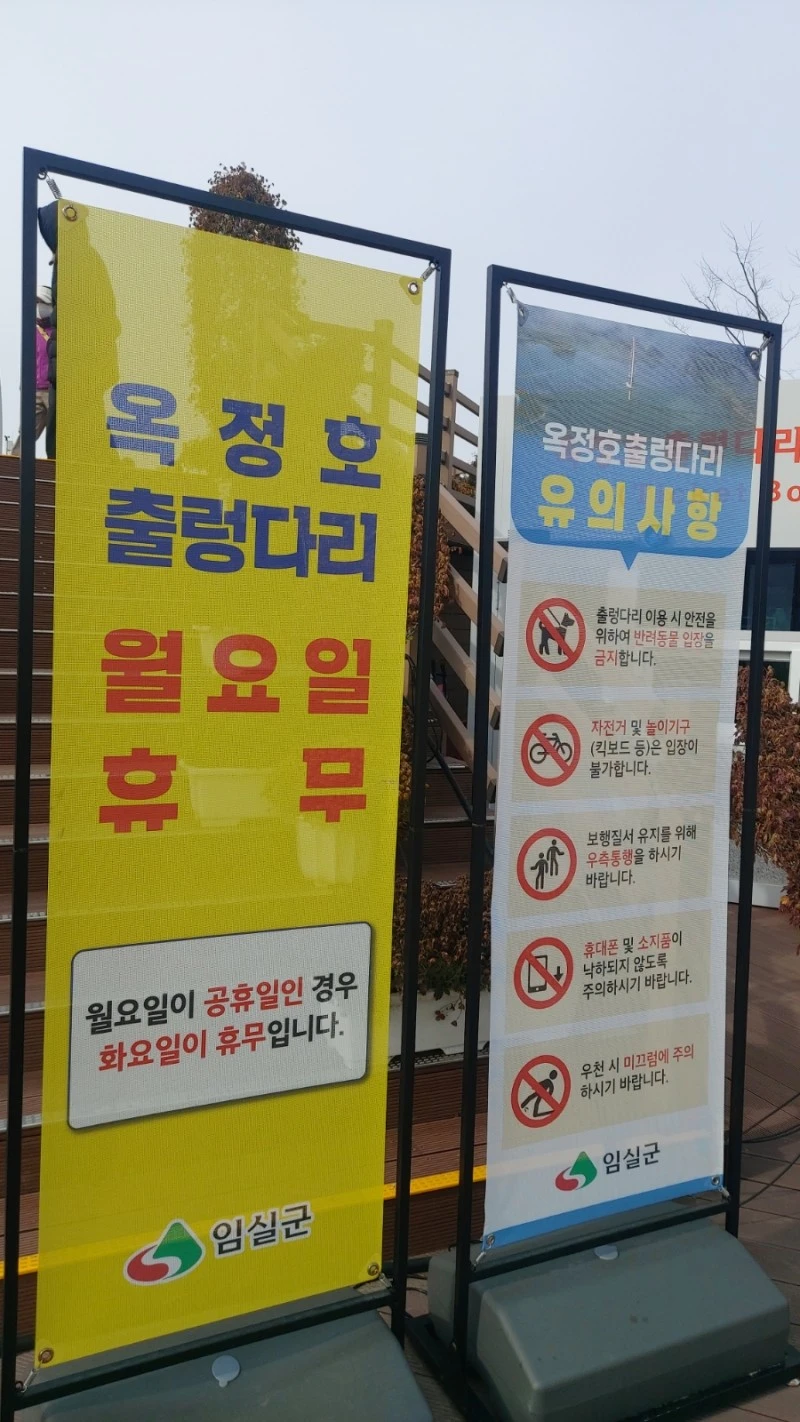 옥정호
출렁다리
월요일
휴무
월요일이 공휴일인 경우
화요일이 휴무입니다.
임실군
옥정호출렁다리
유의사항
출렁다리 이용 시 안전을
위하여 반려동물 입장을
금지합니다.
자전거 및 놀이기구
(킥보드 등)은 입장이
불가합니다.
보행질서 유지를 위해
우측통행을 하시기
바랍니다.
휴대폰 및 소지품이
낙하되지 않도록
주의하시기 바랍니다.
우천 시 미끄럼에 주의
하시기 바랍니다.
임실군